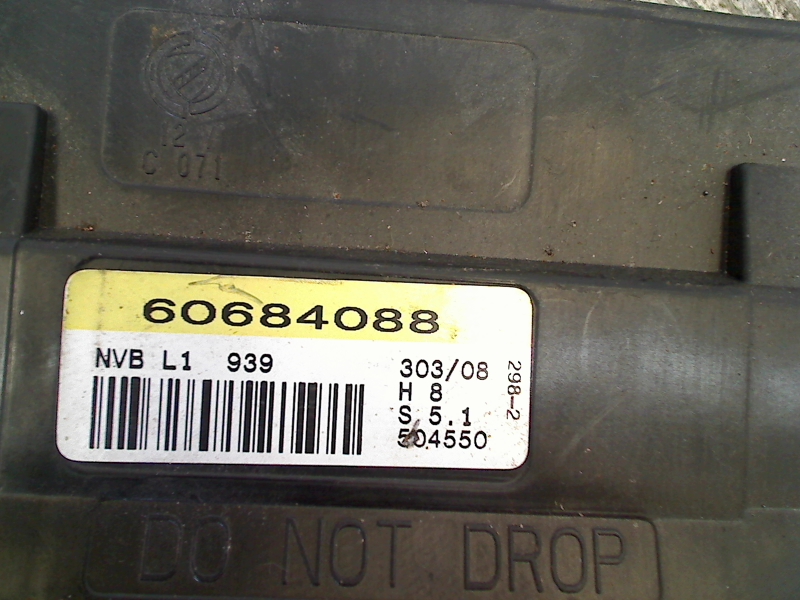 12 V
C 071
60684088
NVB L1 939
303/08
H 8
S 5.1
504550
298-2
DO NOT DROP